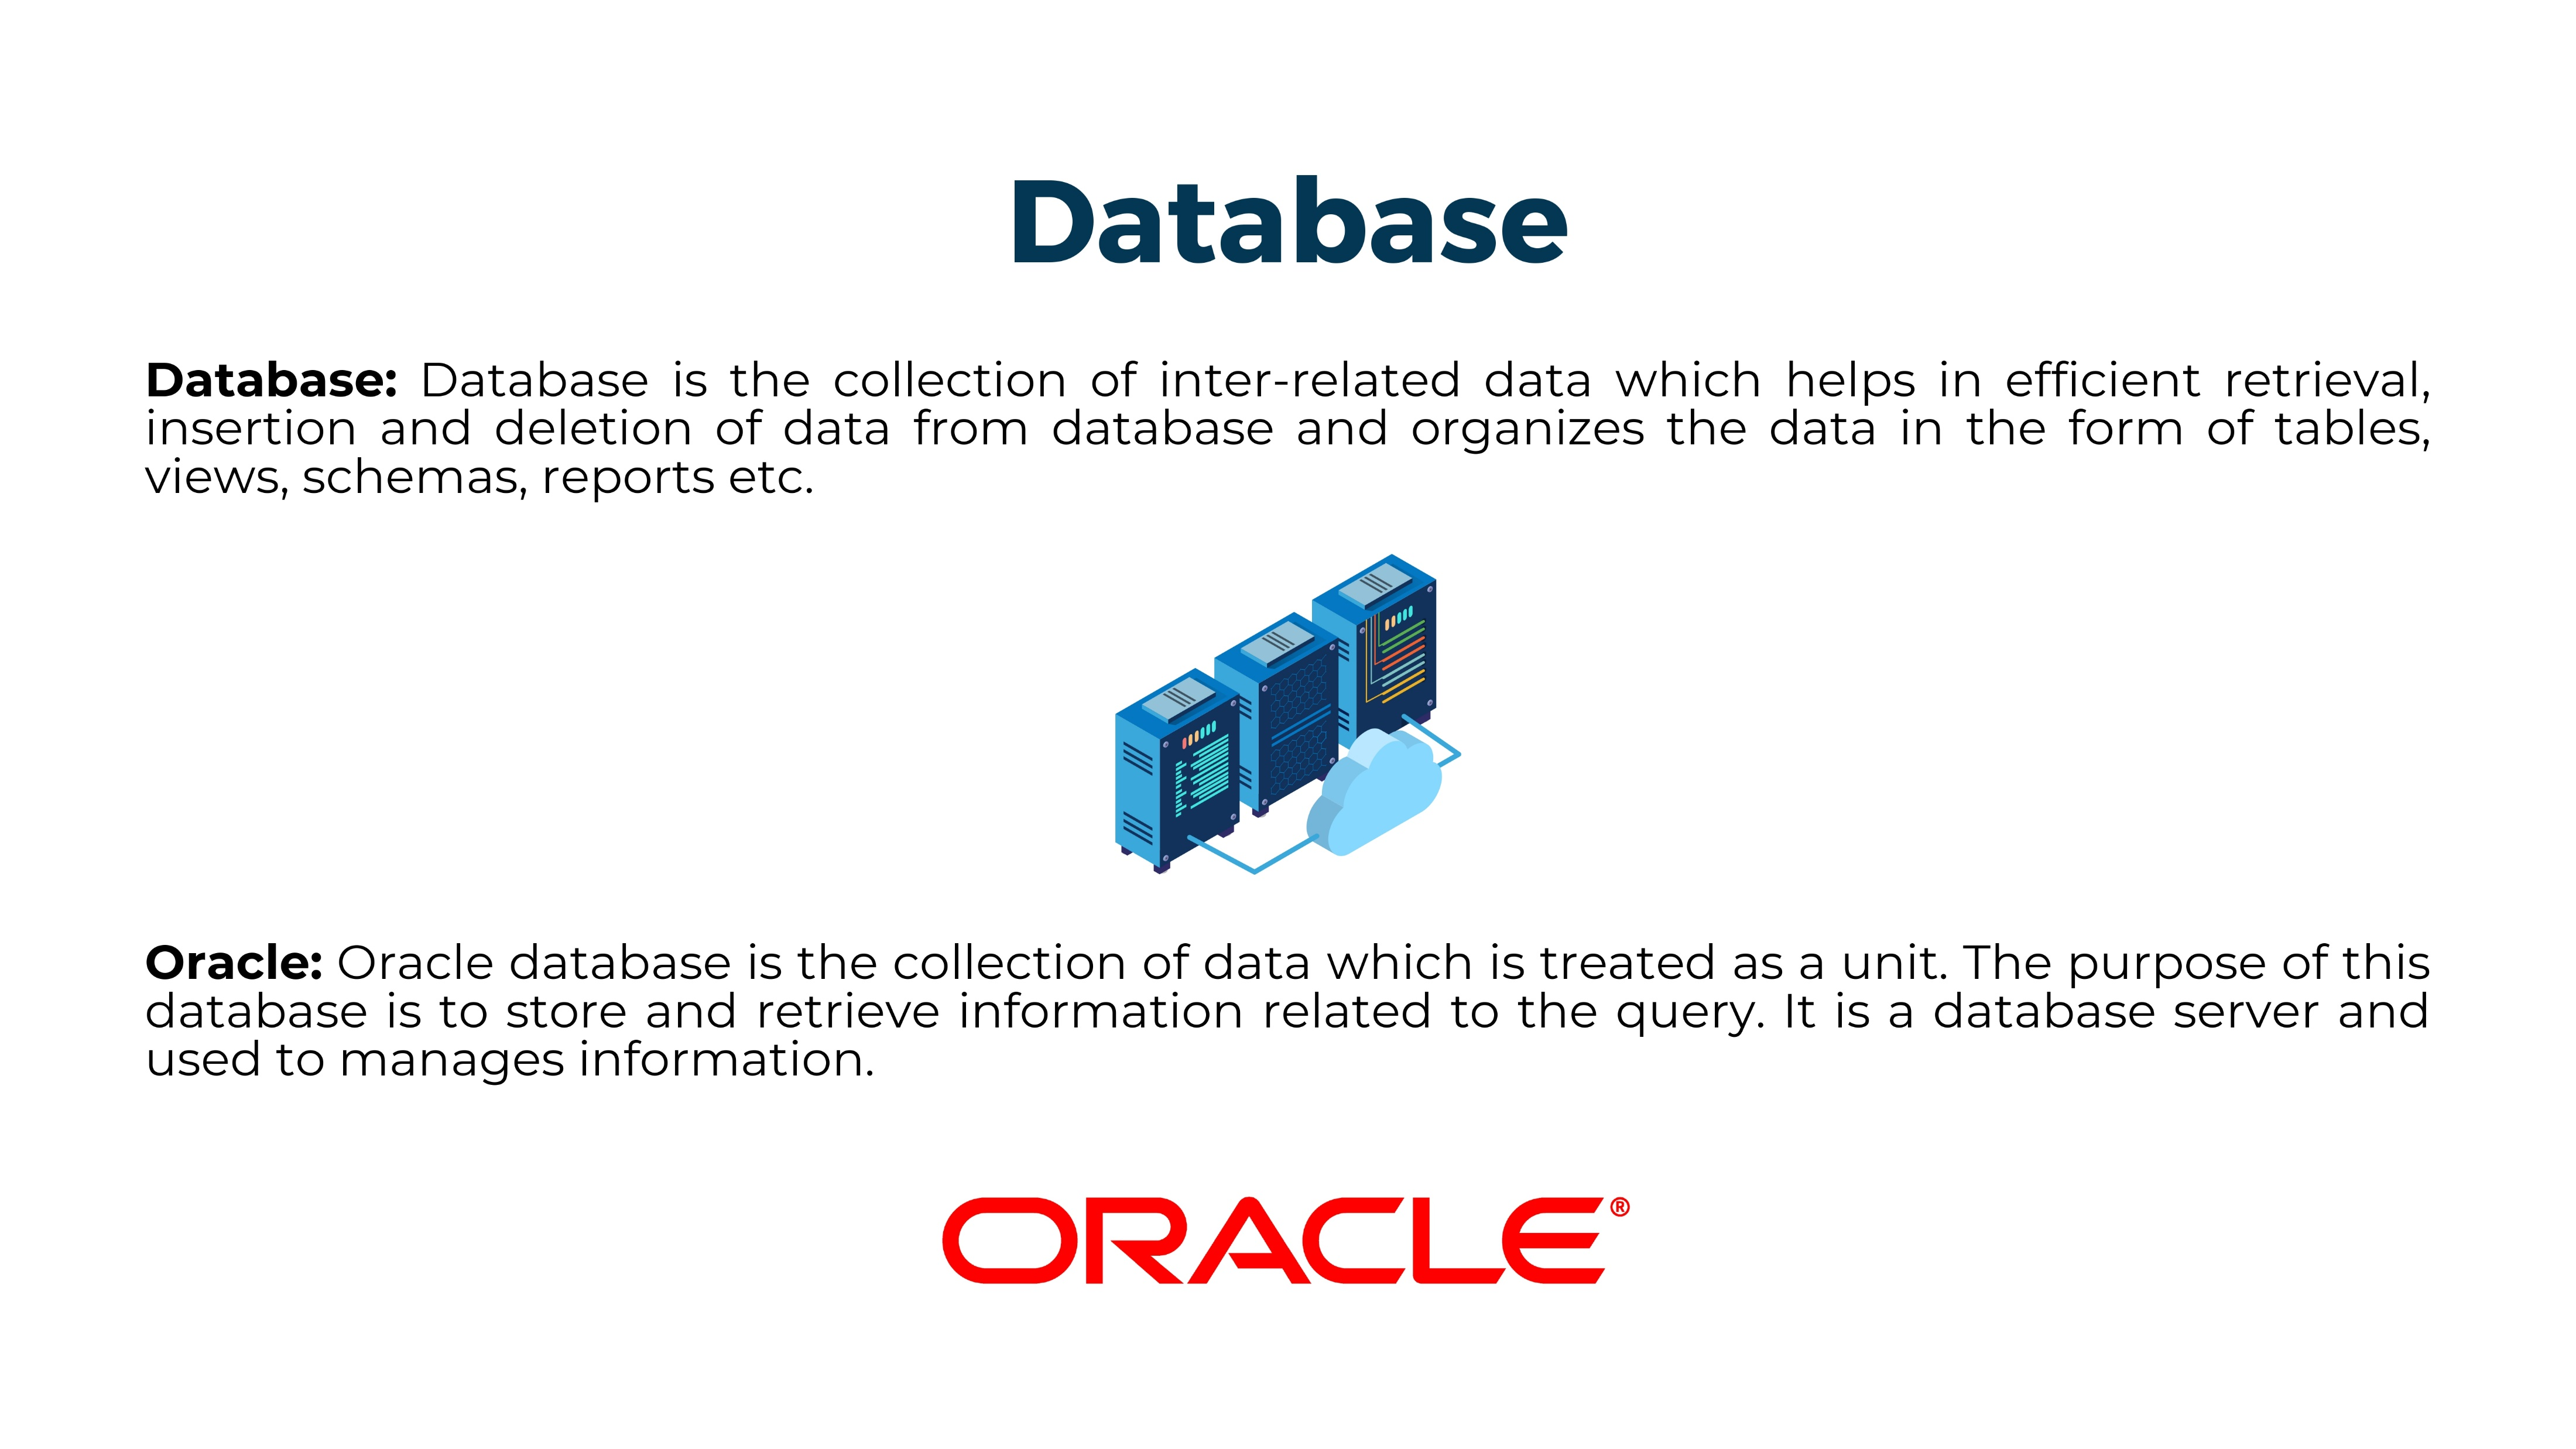 Database
Database: Database is the collection of inter-related data which helps in efficient retrieval,
insertion and deletion of data from database and organizes the data in the form of tables,
views, schemas, reports etc.
Oracle: Oracle database is the collection of data which is treated as a unit. The purpose of this
database is to store and retrieve information related to the query. It is a database server and
used to manages information.
ORACLE®